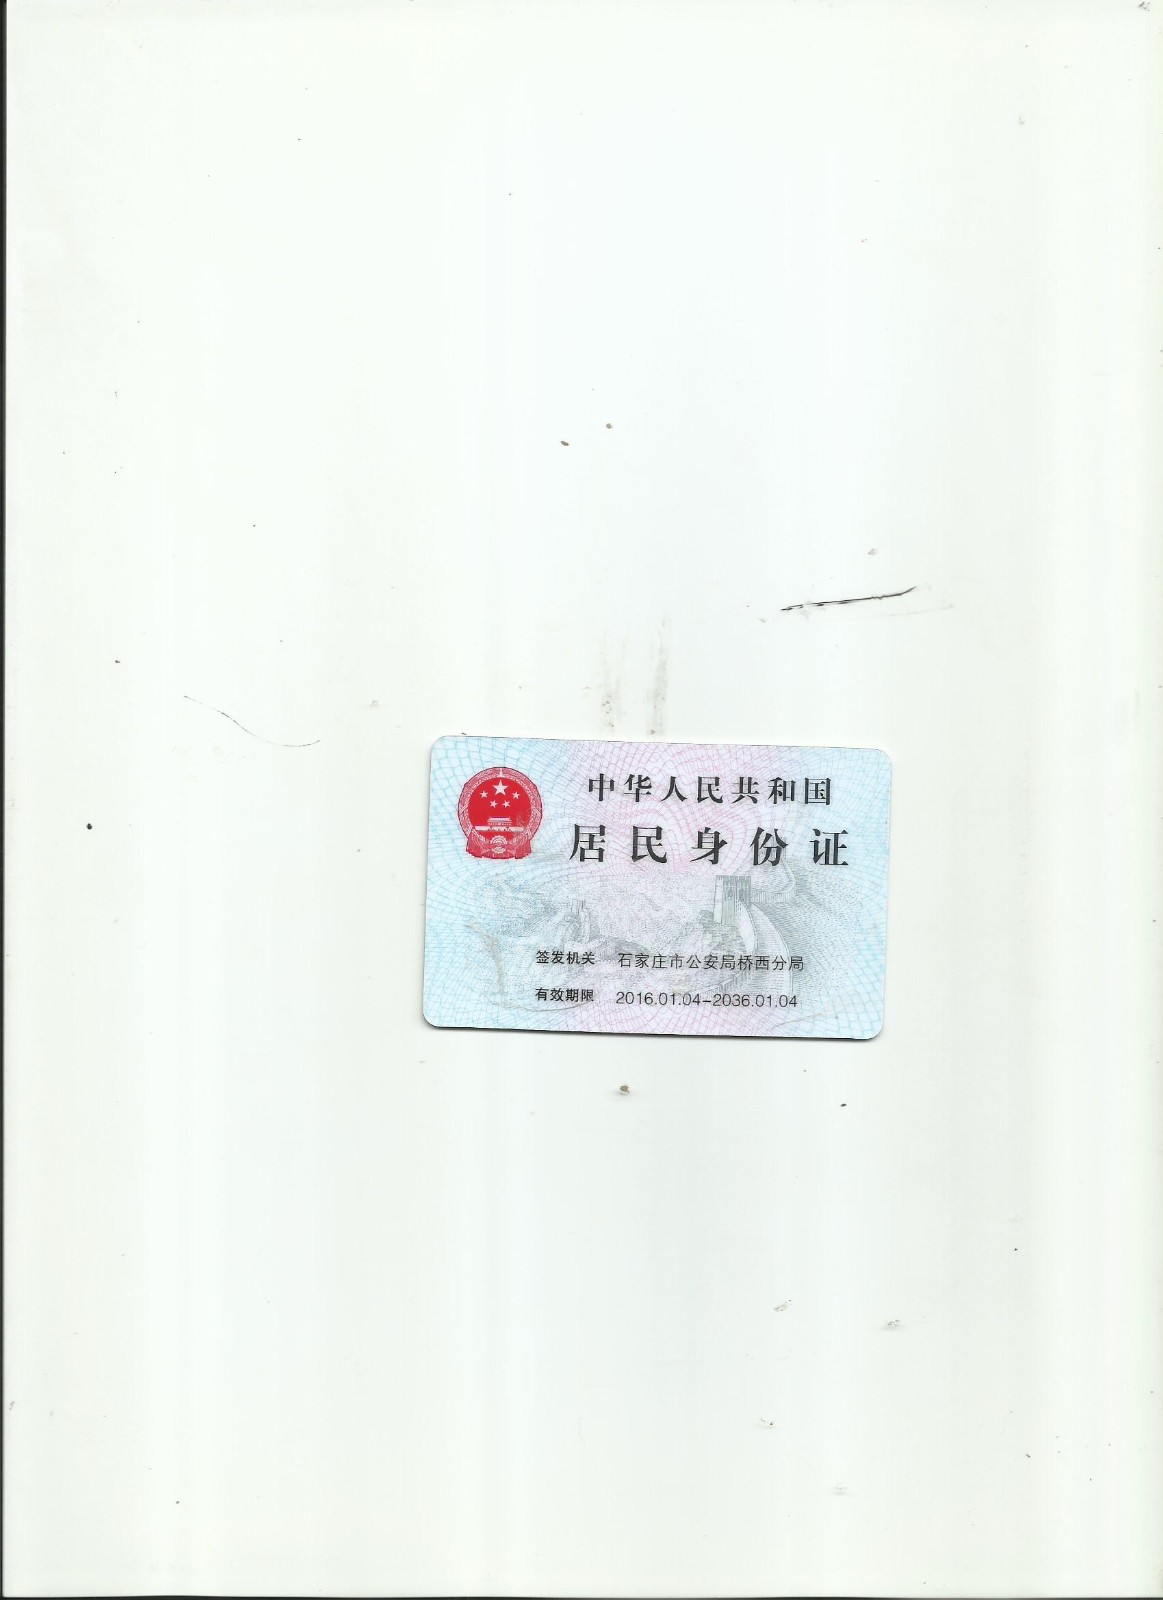 中华人民共和国
居民身份证
签发机关 石家庄市公安局桥西分局
有效期限 2016.01.04-2036.01.04